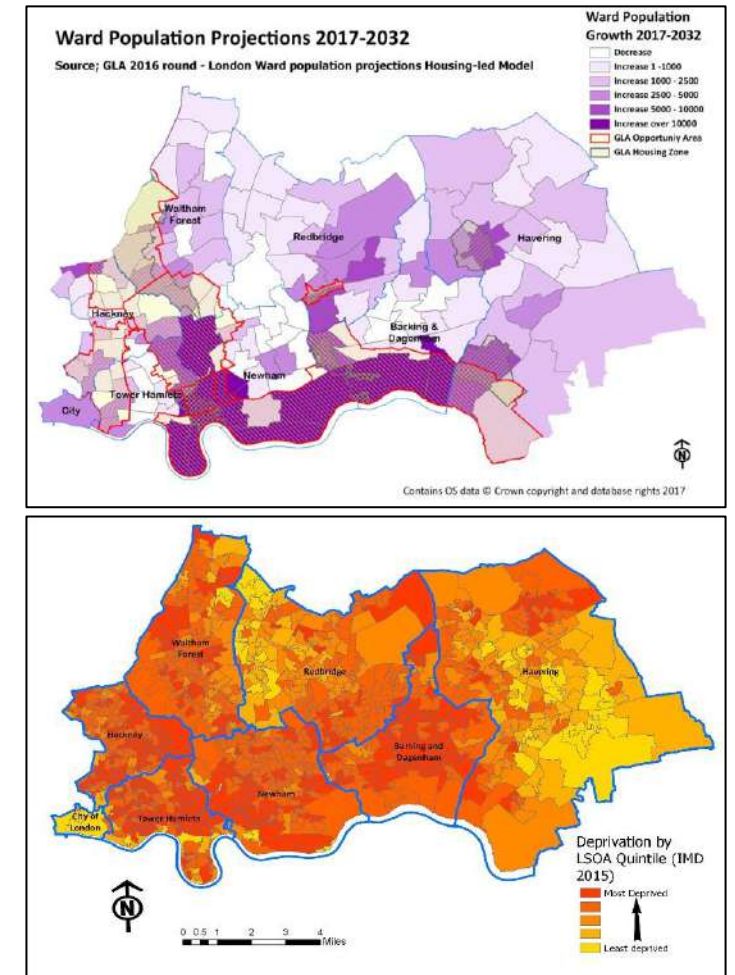 Ward Population Projections 2017-2032
Source; GLA 2016 round - London Ward population projections Housing-led Model
Ward Population
Growth 2017-2032
Decrease
Increase 1 -1000
Increase 1000 - 2500
Increase 2500 - 5000
Increase 5000 - 10000
Increase over 10000
GLA Opportuniy Area
GLA Housing Zone
Waltham
Forest
Redbridge
Havering
Hackney
Barking &
Dagenham
Newham
Tower Hamlets
City
N
Contains OS data © Crown copyright and database rights 2017
Waltham
Forest
Redbridge
Havering
Hackney
Barking and
Dagenham
Newham
City of
London
Tower Hamlets
Deprivation by
LSOA Quintile (IMD
2015)
Most Deprived
Least deprived
N
0 0.5 1 2 3 4
Miles